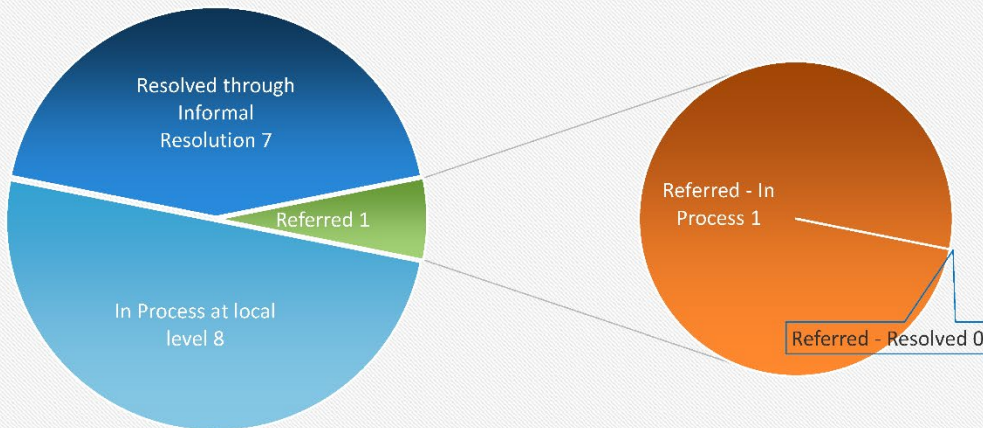 Resolved through
Informal
Resolution 7
Referred 1
In Process at local
level 8
Referred - In
Process 1
Referred - Resolved 0